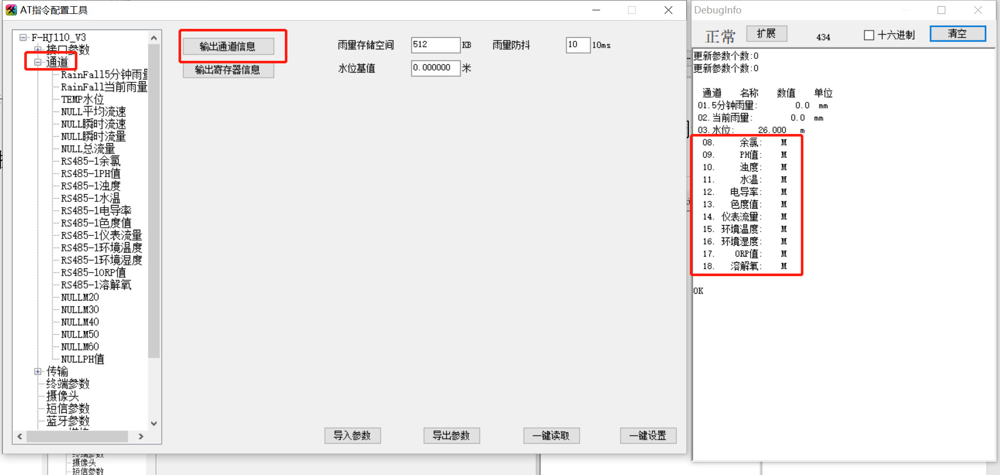 AT指令配置工具
F-HJ110_V3
接口参数
通道
RainFall5分钟雨量
RainFall当前雨量
TEMP水位
NULL平均流速
NULL瞬时流速
NULL瞬时流量
NULL总流量
RS485-1余氯
RS485-1PH值
RS485-1浊度
RS485-1水温
RS485-1电导率
RS485-1色度值
RS485-1仪表流量
RS485-1环境温度
RS485-1环境湿度
RS485-1ORP值
RS485-1溶解氧
NULLM20
NULLM30
NULLM40
NULLM50
NULLM60
NULLPH值
传输
终端参数
摄像头
短信参数
蓝牙参数
输出通道信息
输出寄存器信息
雨量存储空间 512 KB 雨量防抖 10 10ms
水位基值 0.000000 米
导入参数 导出参数 一键读取 一键设置
DebugInfo
正常 扩展 434 十六进制 清空
更新参数个数:0
更新参数个数:0
通道 名称 数值 单位
01.5分钟雨量: 0.0 mm
02.当前雨量: 0.0 mm
03.水位: 26.000 m
08. 余氯: M
09. PH值: M
10. 浊度: M
11. 水温: M
12. 电导率: M
13. 色度值: M
14. 仪表流量: M
15. 环境温度: M
16. 环境湿度: M
17. ORP值: M
18. 溶解氧: M
OK
终端参数
摄像头
短信参数